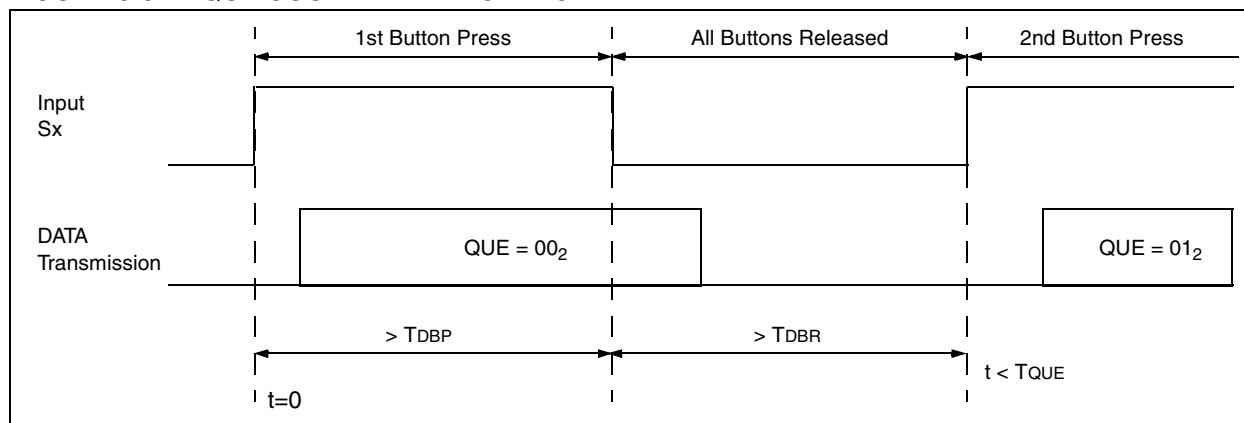 1st Button Press All Buttons Released 2nd Button Press
Input
Sx
DATA
Transmission
QUE = 00₂ QUE = 01₂
> TDBP > TDBR
t < TQUE
t=0